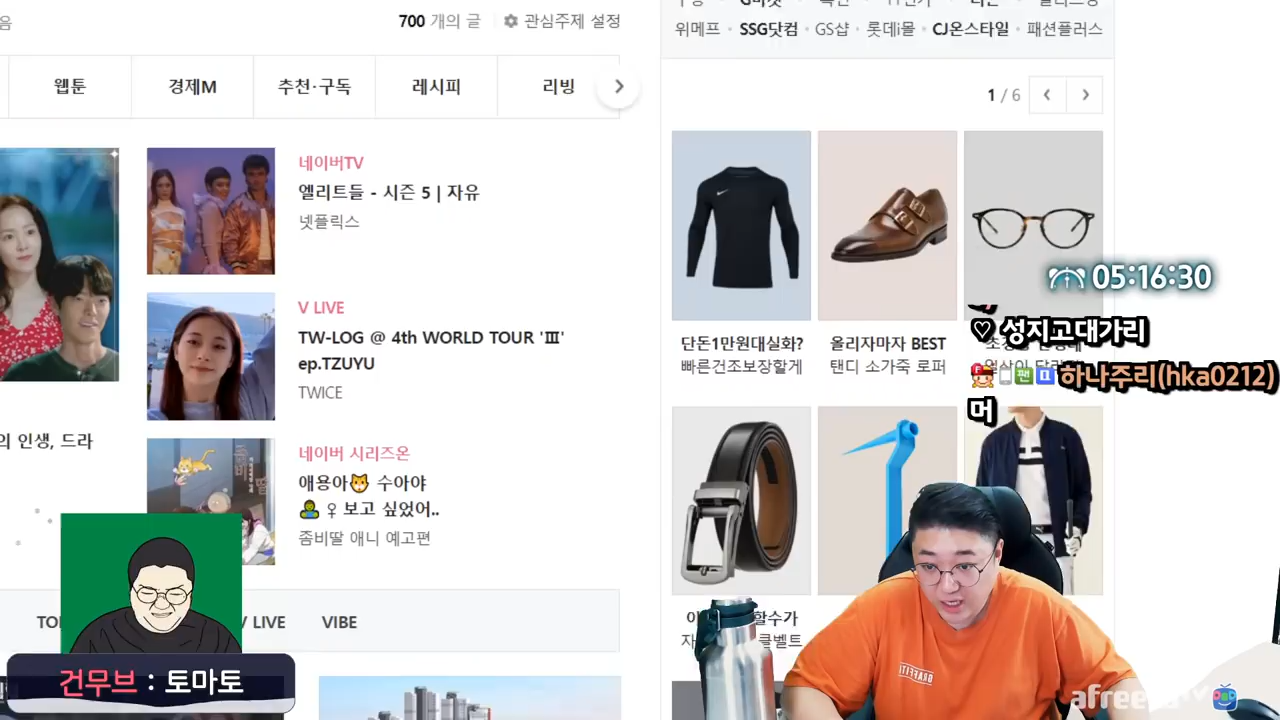 700 개의 글
관심주제 설정
웹툰
경제M
추천·구독
레시피
리빙
네이버TV
엘리트들 - 시즌 5 | 자유
넷플릭스
V LIVE
TW-LOG @ 4th WORLD TOUR 'Ⅲ'
ep.TZUYU
TWICE
의 인생, 드라
네이버 시리즈온
애용아🐱 수아야
🧟‍♀ 보고 싶었어..
좀비딸 애니 예고편
V LIVE
VIBE
건무브 : 토마토
위메프 · SSG닷컴 · GS샵 · 롯데i몰 · CJ온스타일 · 패션플러스
1 / 6
단돈1만원대실화?
빠른건조보장할게
올리자마자 BEST
탠디 소가죽 로퍼
05:16:30
♡ 성지고대가리
하나주리(hka0212)
머
할수가
클벨트
GRAFFITI